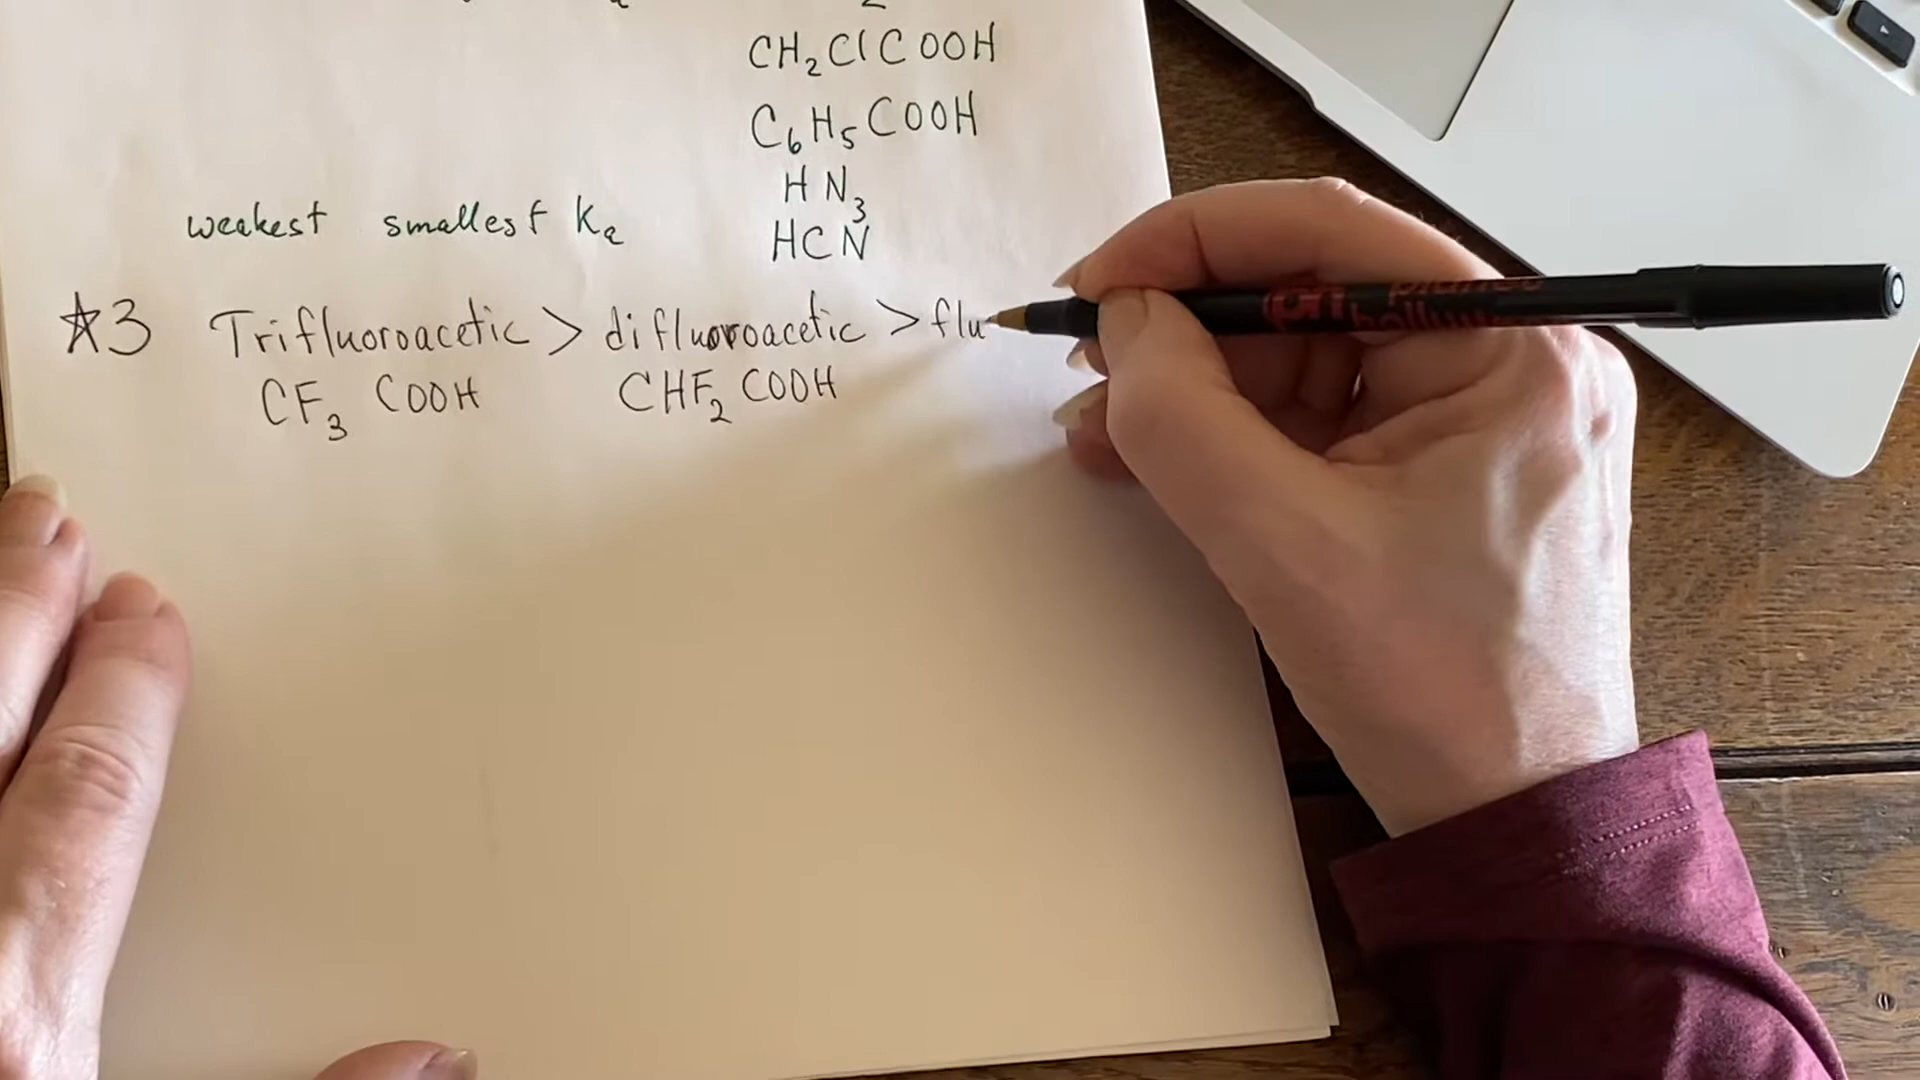 CH₂ClCOOH
C₆H₅COOH
HN₃
weakest smallest Ka HCN
☆3 Trifluoroacetic > difluoroacetic > flu
CF₃ COOH CHF₂ COOH